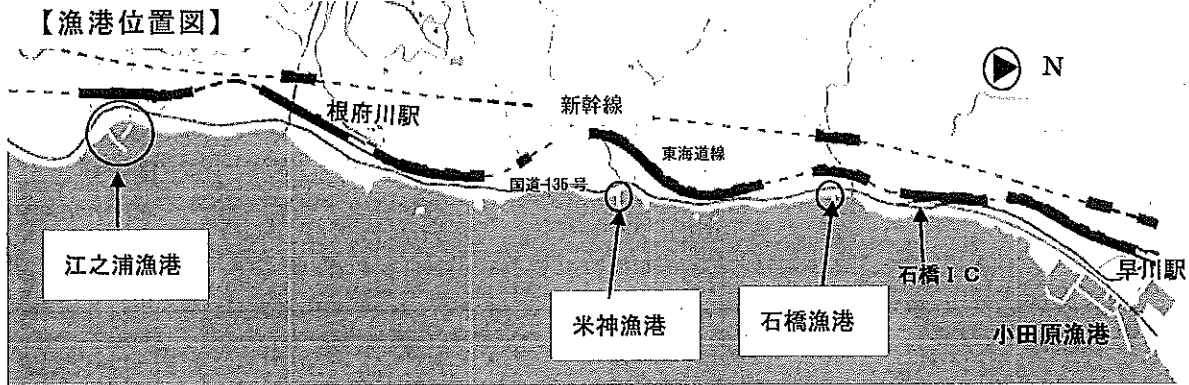 【漁港位置図】
N
新幹線
根府川駅
東海道線
国道135号
江之浦漁港
米神漁港
石橋漁港
石橋IC
早川駅
小田原漁港